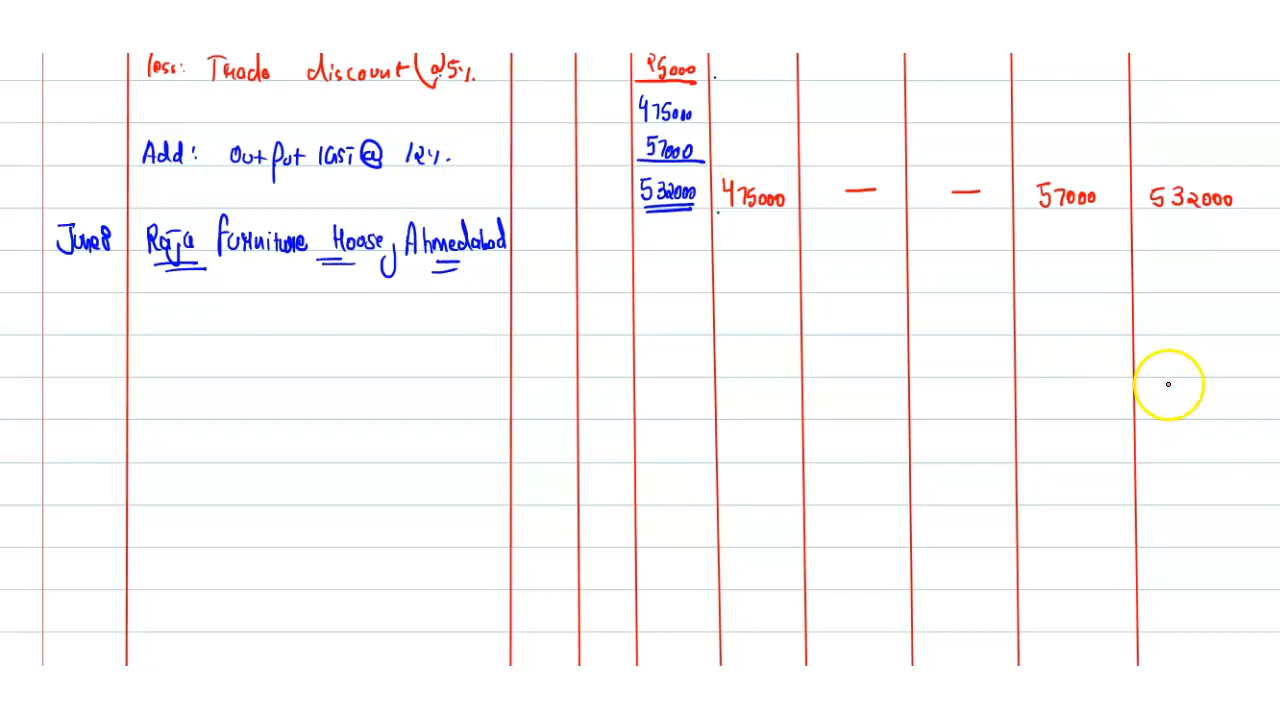 less: Trade discount @ 5%. 25000
475000
Add: Output IGST @ 12%. 57000
532000 475000 — — 57000 532000
June 8 Raja Furniture House, Ahmedabad